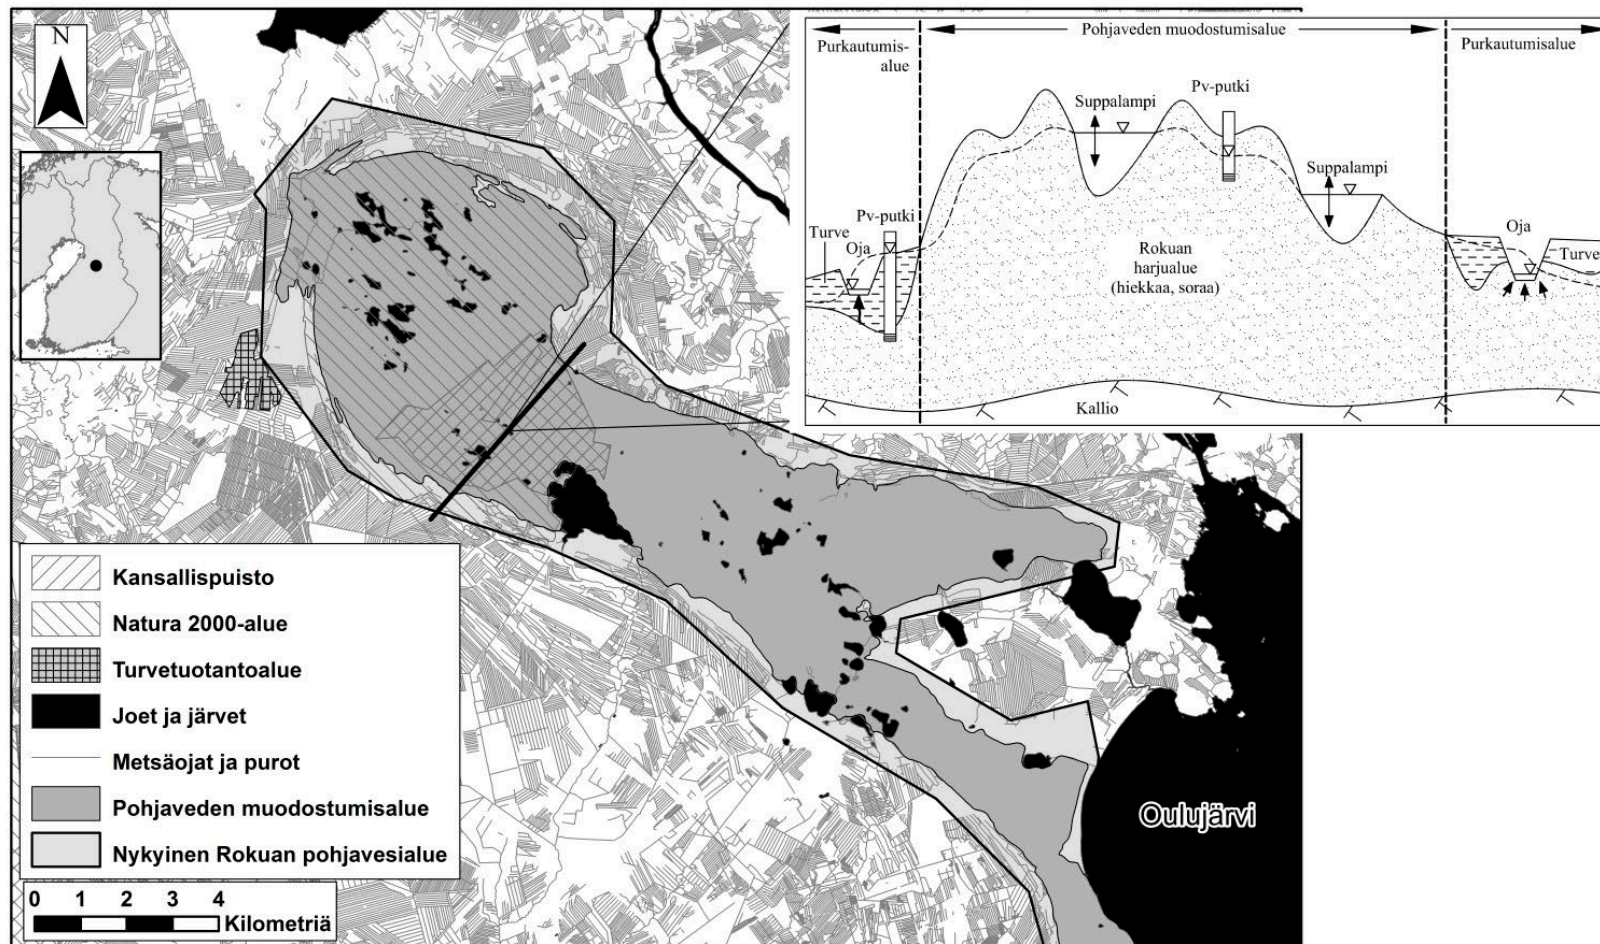 N
Purkautumis-
alue
Pohjaveden muodostumisalue
Purkautumisalue
Suppalampi
Pv-putki
Suppalampi
Pv-putki
Turve
Oja
Rokuan
harjualue
(hiekkaa, soraa)
Oja
Turve
Kallio
Kansallispuisto
Natura 2000-alue
Turvetuotantoalue
Joet ja järvet
Metsäojat ja purot
Pohjaveden muodostumisalue
Nykyinen Rokuan pohjavesialue
0 1 2 3 4
Kilometriä
Oulujärvi